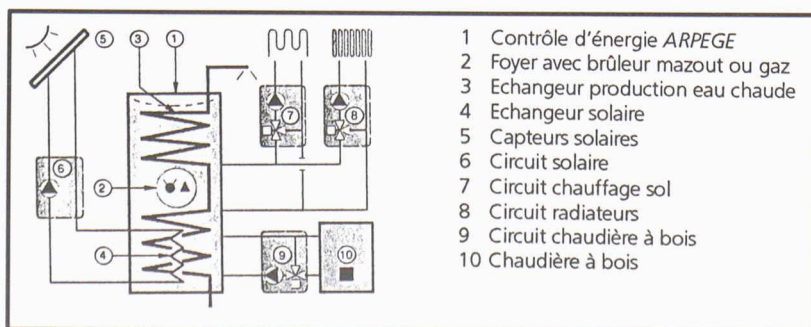 5 3 1
7 8
6
2
4
9 10
1 Contrôle d'énergie ARPEGE
2 Foyer avec brûleur mazout ou gaz
3 Echangeur production eau chaude
4 Echangeur solaire
5 Capteurs solaires
6 Circuit solaire
7 Circuit chauffage sol
8 Circuit radiateurs
9 Circuit chaudière à bois
10 Chaudière à bois